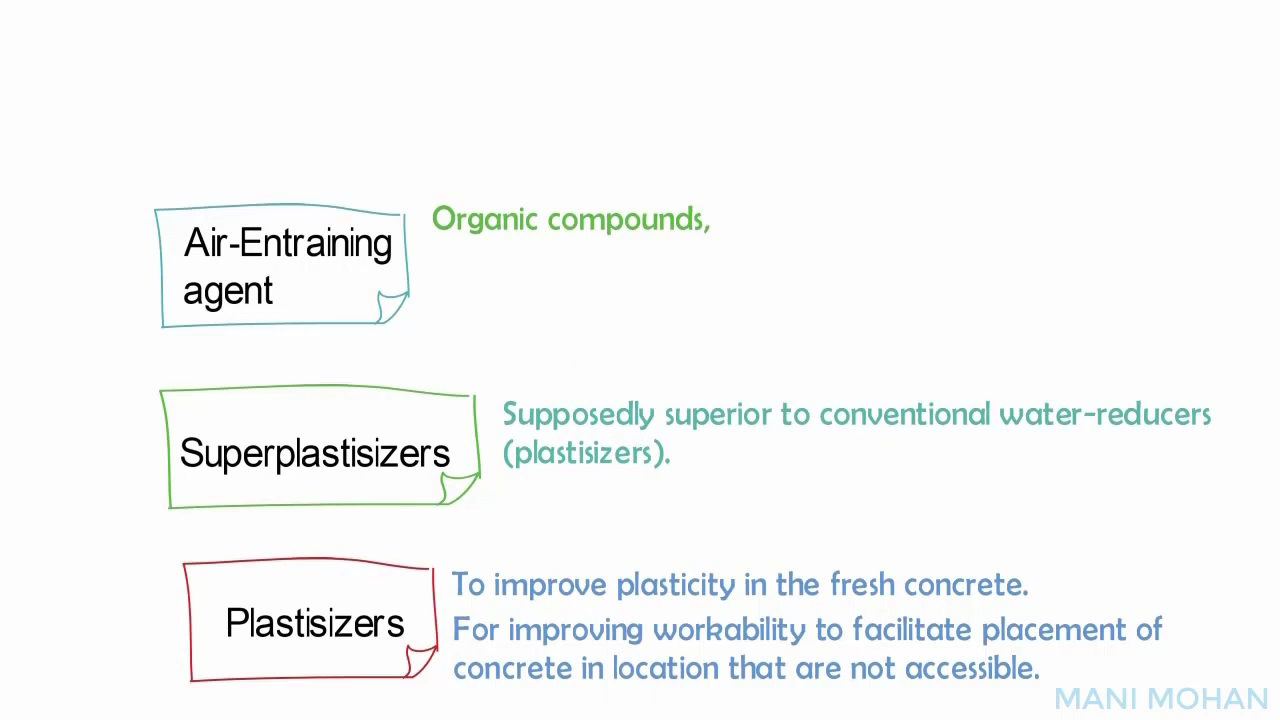 Air-Entraining
agent
Organic compounds,
Superplastisizers
Supposedly superior to conventional water-reducers
(plastisizers).
Plastisizers
To improve plasticity in the fresh concrete.
For improving workability to facilitate placement of
concrete in location that are not accessible.
MANI MOHAN